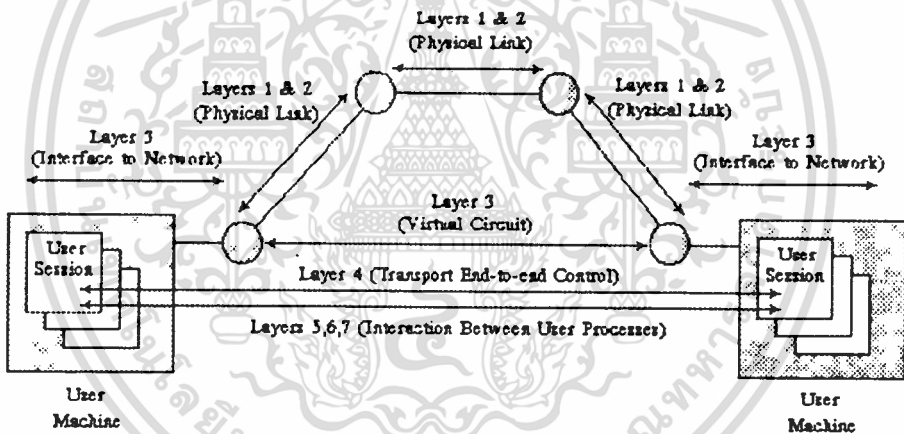 Layers 1 & 2
(Physical Link)
Layers 1 & 2
(Physical Link)
Layers 1 & 2
(Physical Link)
Layer 3
(Interface to Network)
Layer 3
(Interface to Network)
Layer 3
(Virtual Circuit)
User
Session
User
Session
Layer 4 (Transport End-to-end Control)
Layers 5,6,7 (Interaction Between User Processes)
User
Machine
User
Machine